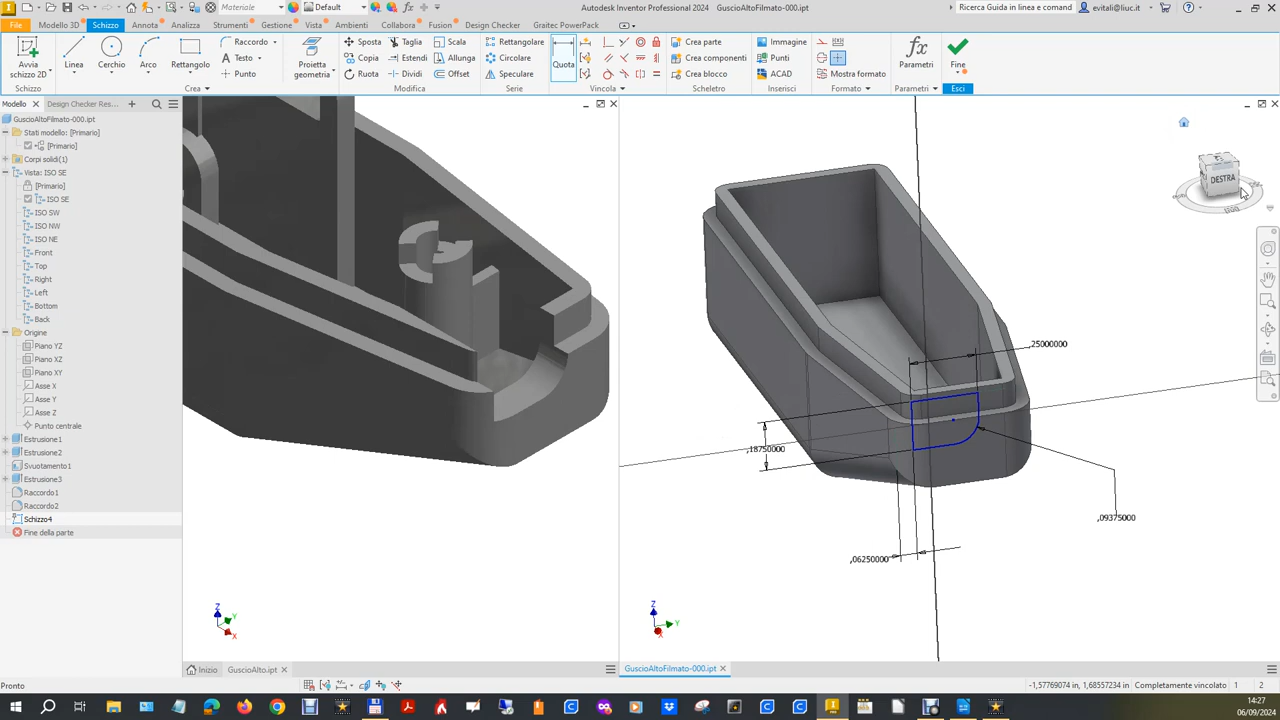 Materiale
Default
Autodesk Inventor Professional 2024   GuscioAltoFilmato-000.ipt
Ricerca Guida in linea e comandi
evitali@liuc.it
File
Modello 3D
Schizzo
Annota
Analizza
Strumenti
Gestione
Vista
Ambienti
Collabora
Fusion
Design Checker
Graitec PowerPack
Avvia
schizzo 2D
Schizzo
Linea
Cerchio
Arco
Rettangolo
Raccordo
Testo
Punto
Crea
Proietta
geometria
Sposta
Copia
Ruota
Taglia
Estendi
Dividi
Scala
Allunga
Offset
Modifica
Rettangolare
Circolare
Speculare
Serie
Quota
Vincola
Crea parte
Crea componenti
Crea blocco
Scheletro
Immagine
Punti
ACAD
Inserisci
Mostra formato
Formato
fx
Parametri
Parametri
Fine
Esci
Modello
Design Checker Res...
GuscioAltoFilmato-000.ipt
Stati modello: [Primario]
[Primario]
Corpi solidi(1)
Vista: ISO SE
[Primario]
ISO SE
ISO SW
ISO NW
ISO NE
Front
Top
Right
Left
Bottom
Back
Origine
Piano YZ
Piano XZ
Piano XY
Asse X
Asse Y
Asse Z
Punto centrale
Estrusione1
Estrusione2
Svuotamento1
Estrusione3
Raccordo1
Raccordo2
Schizzo4
Fine della parte
DESTRA
,25000000
,18750000
,09375000
,06250000
Z
Y
X
Z
Y
X
Inizio
GuscioAlto.ipt
GuscioAltoFilmato-000.ipt
Pronto
-1,57769074 in, 1,68557234 in
Completamente vincolato
1
2
14:27
06/09/2024